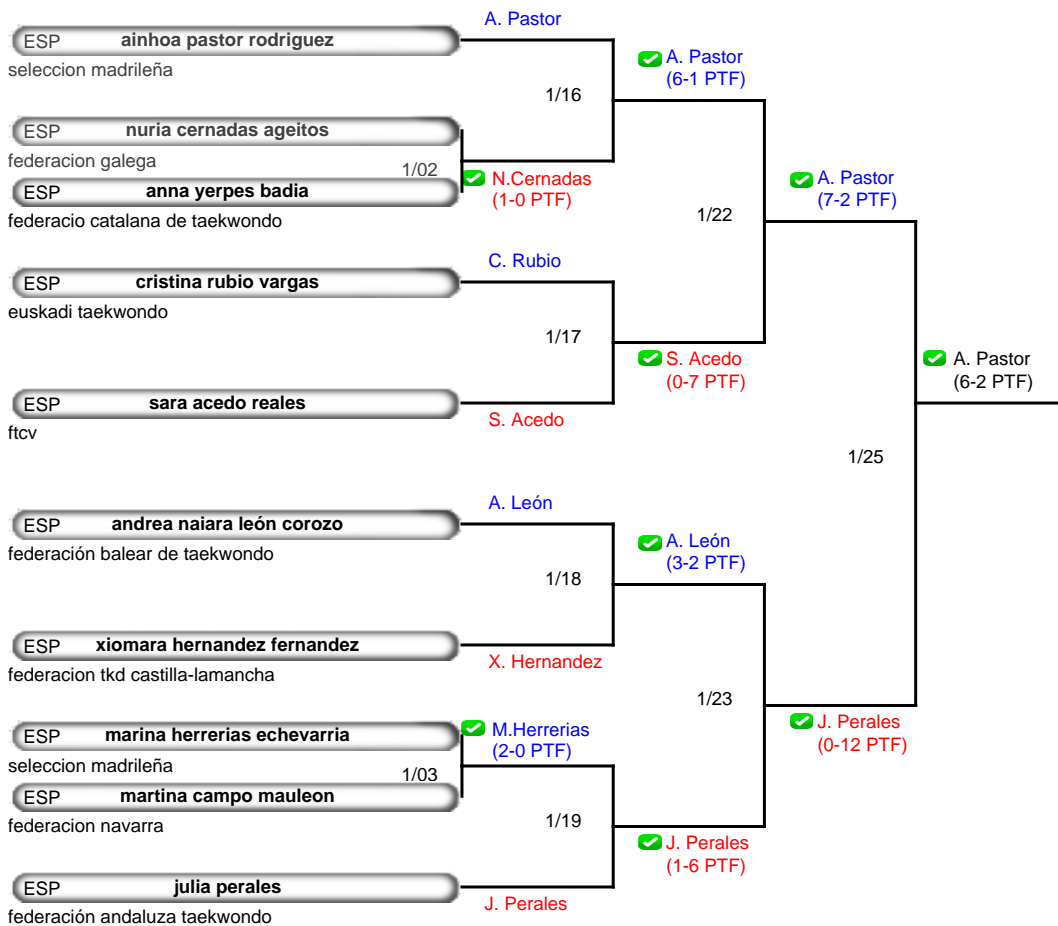 A. Pastor
ESP ainhoa pastor rodriguez
seleccion madrileña
A. Pastor
(6-1 PTF)
1/16
ESP nuria cernadas ageitos
federacion galega
1/02
N.Cernadas
(1-0 PTF)
ESP anna yerpes badia
federacio catalana de taekwondo
A. Pastor
(7-2 PTF)
1/22
C. Rubio
ESP cristina rubio vargas
euskadi taekwondo
1/17
S. Acedo
(0-7 PTF)
A. Pastor
(6-2 PTF)
ESP sara acedo reales
ftcv
S. Acedo
1/25
A. León
ESP andrea naiara león corozo
federación balear de taekwondo
A. León
(3-2 PTF)
1/18
ESP xiomara hernandez fernandez
federacion tkd castilla-lamancha
X. Hernandez
1/23
J. Perales
(0-12 PTF)
M.Herrerias
(2-0 PTF)
ESP marina herrerias echevarria
seleccion madrileña
1/03
ESP martina campo mauleon
federacion navarra
1/19
J. Perales
(1-6 PTF)
ESP julia perales
federación andaluza taekwondo
J. Perales